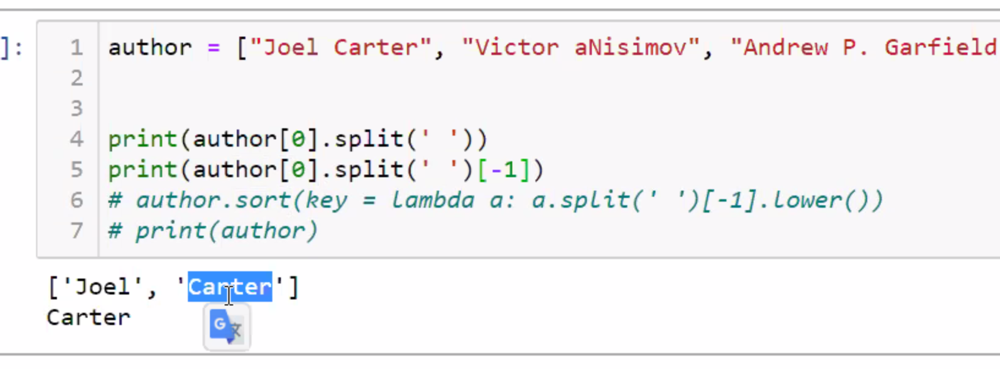 ]:
1 author = ["Joel Carter", "Victor aNisimov", "Andrew P. Garfield
2
3
4 print(author[0].split(' '))
5 print(author[0].split(' ')[-1])
6 # author.sort(key = lambda a: a.split(' ')[-1].lower())
7 # print(author)
['Joel', 'Carter']
Carter
G 文